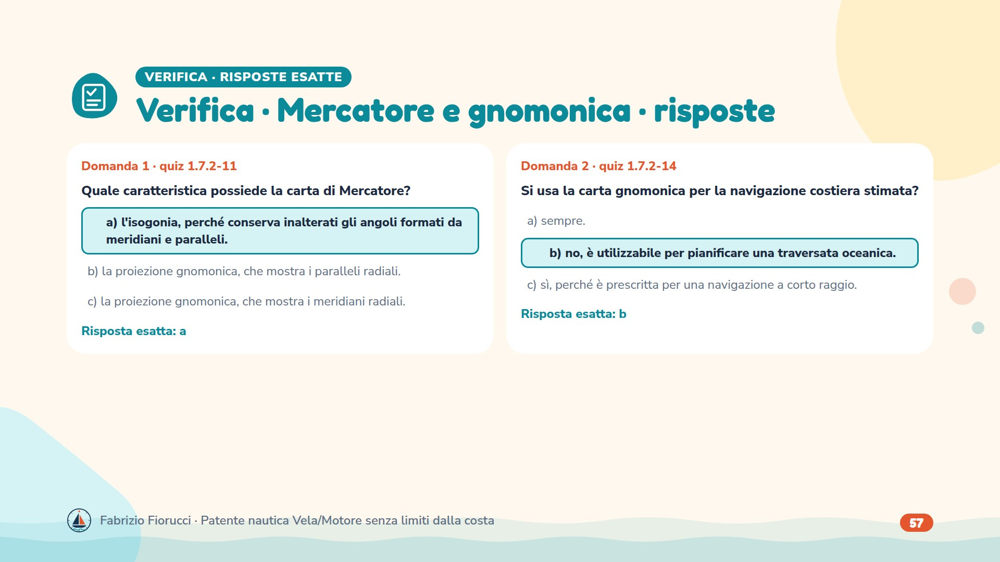 VERIFICA · RISPOSTE ESATTE
Verifica · Mercatore e gnomonica · risposte
Domanda 1 · quiz 1.7.2-11
Quale caratteristica possiede la carta di Mercatore?
a) l'isogonia, perché conserva inalterati gli angoli formati da
meridiani e paralleli.
b) la proiezione gnomonica, che mostra i paralleli radiali.
c) la proiezione gnomonica, che mostra i meridiani radiali.
Risposta esatta: a
Domanda 2 · quiz 1.7.2-14
Si usa la carta gnomonica per la navigazione costiera stimata?
a) sempre.
b) no, è utilizzabile per pianificare una traversata oceanica.
c) sì, perché è prescritta per una navigazione a corto raggio.
Risposta esatta: b
Fabrizio Fiorucci · Patente nautica Vela/Motore senza limiti dalla costa
57